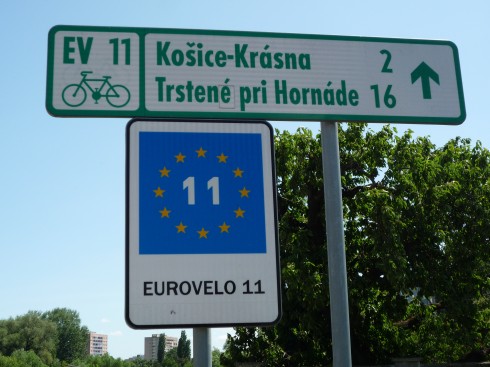 EV 11
Košice-Krásna 2
Trstené pri Hornáde 16
11
EUROVELO 11